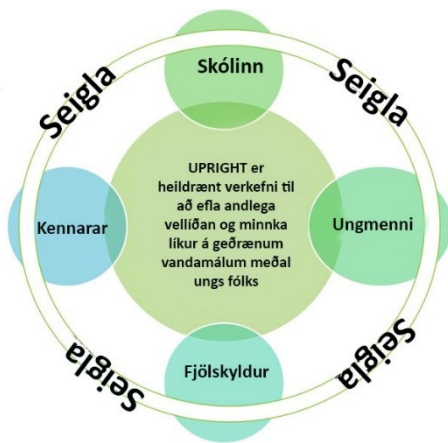 Skólinn
Seigla
Seigla
UPRIGHT er
heildrænt verkefni til
að efla andlega
vellíðan og minnka
líkur á geðrænum
vandamálum meðal
ungs fólks
Kennarar
Ungmenni
Seigla
Seigla
Fjölskyldur